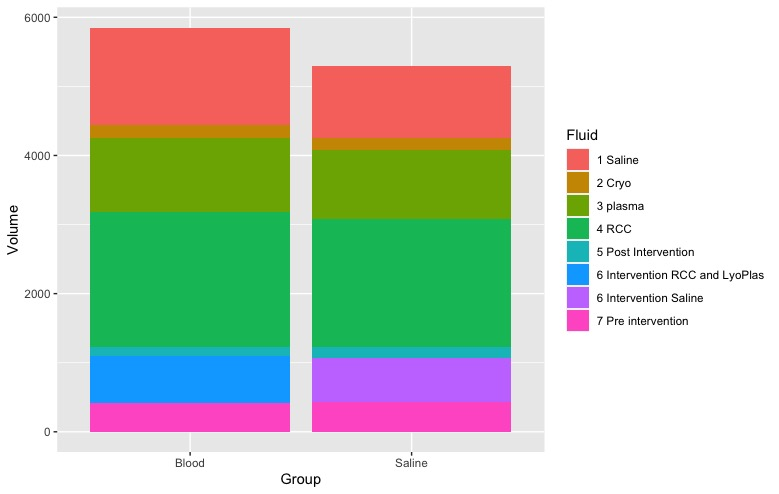 6000
4000
2000
0
Volume
Blood
Saline
Group
Fluid
1 Saline
2 Cryo
3 plasma
4 RCC
5 Post Intervention
6 Intervention RCC and LyoPlas
6 Intervention Saline
7 Pre intervention